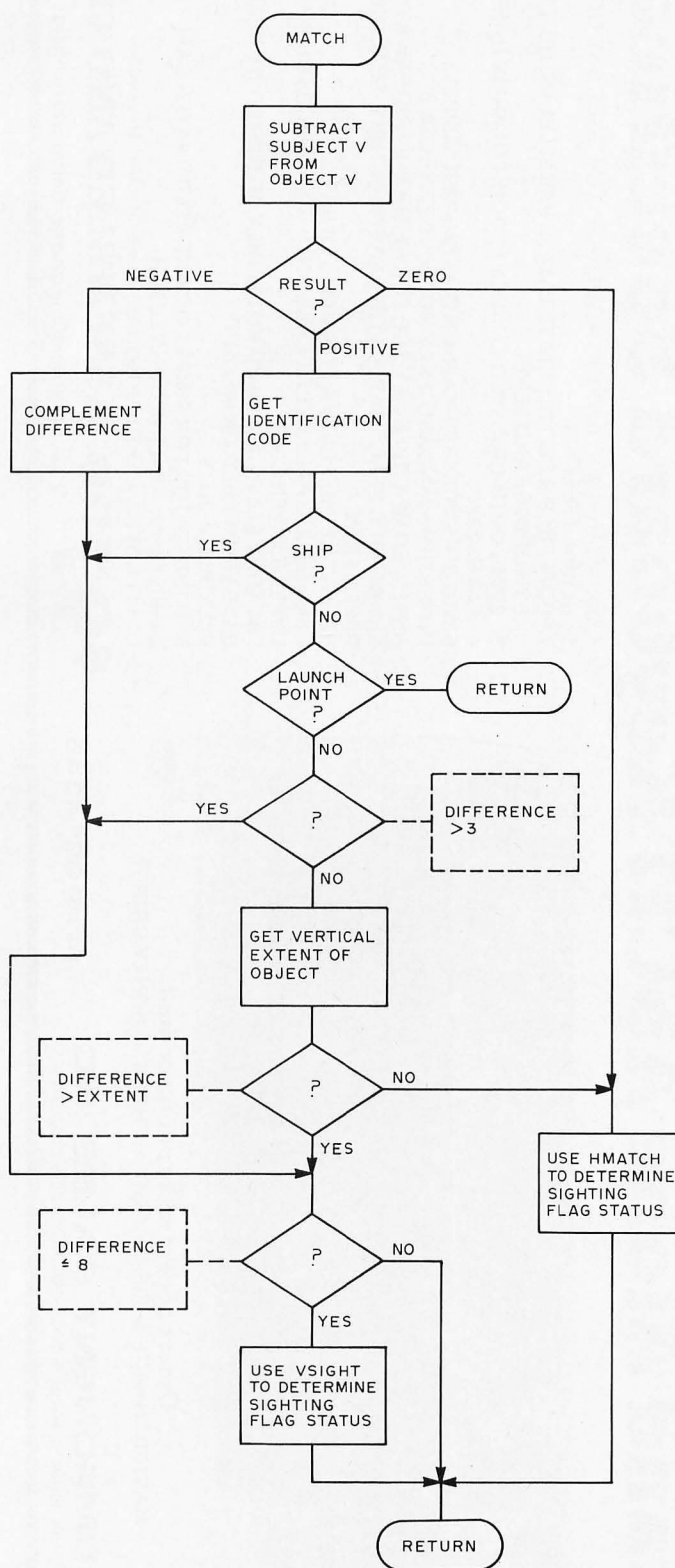 MATCH
SUBTRACT
SUBJECT V
FROM
OBJECT V
NEGATIVE
RESULT
?
ZERO
POSITIVE
COMPLEMENT
DIFFERENCE
GET
IDENTIFICATION
CODE
YES
SHIP
?
NO
LAUNCH
POINT
?
YES
RETURN
NO
YES
?
DIFFERENCE
>3
NO
GET VERTICAL
EXTENT OF
OBJECT
DIFFERENCE
>EXTENT
?
NO
YES
USE HMATCH
TO DETERMINE
SIGHTING
FLAG STATUS
DIFFERENCE
≤ 8
?
NO
YES
USE VSIGHT
TO DETERMINE
SIGHTING
FLAG STATUS
RETURN